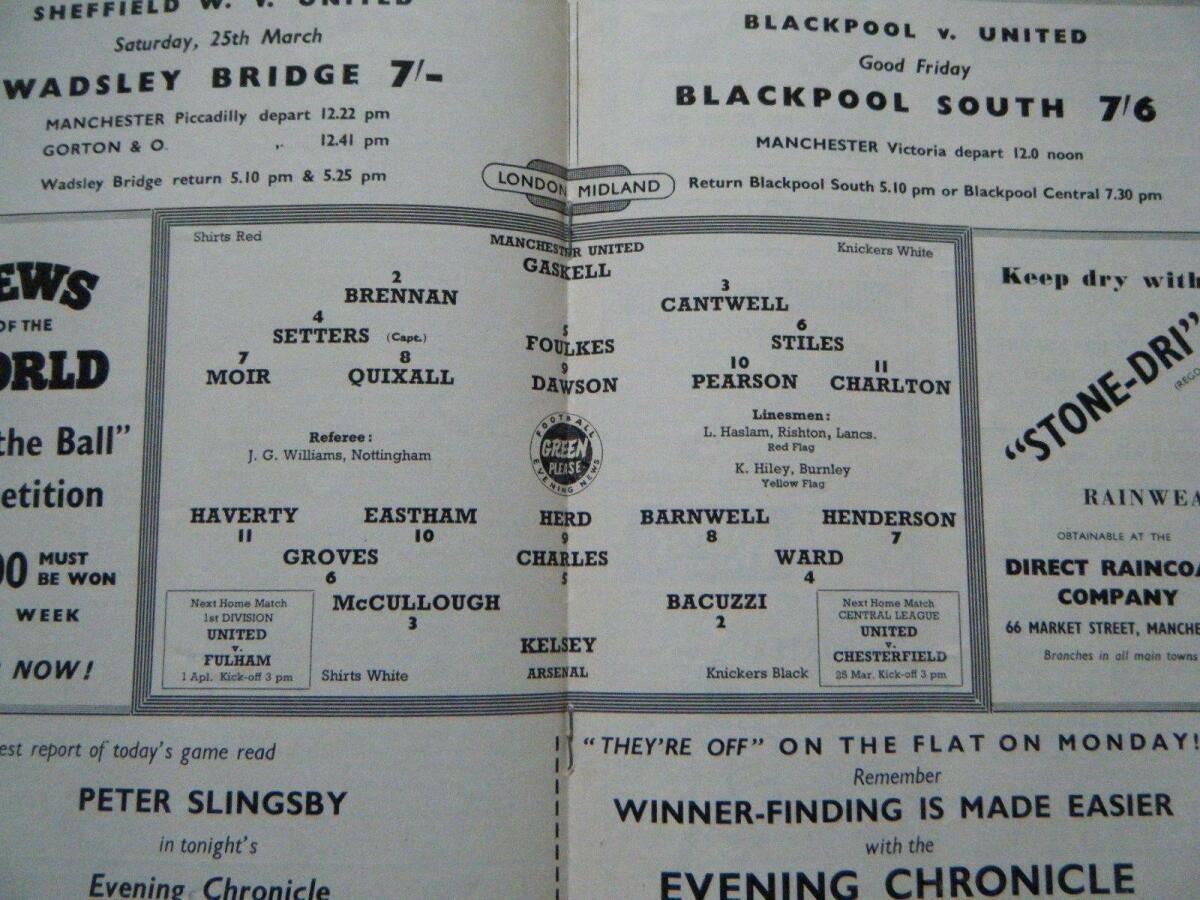 SHEFFIELD W. v. UNITED
Saturday, 25th March
WADSLEY BRIDGE 7/-
MANCHESTER Piccadilly depart 12.22 pm
GORTON & O. ,, 12.41 pm
Wadsley Bridge return 5.10 pm & 5.25 pm
BLACKPOOL v. UNITED
Good Friday
BLACKPOOL SOUTH 7/6
MANCHESTER Victoria depart 12.0 noon
Return Blackpool South 5.10 pm or Blackpool Central 7.30 pm
LONDON MIDLAND
EWS
OF THE
ORLD
the Ball”
etition
00 MUST
BE WON
WEEK
NOW!
Shirts Red
MANCHESTER UNITED
Knickers White
GASKELL
2
BRENNAN
3
CANTWELL
4
SETTERS (Capt.)
5
FOULKES
6
STILES
7
MOIR
8
QUIXALL
9
DAWSON
10
PEARSON
11
CHARLTON
Referee:
J. G. Williams, Nottingham
FOOTBALL
GREEN
PLEASE
EVENING NEWS
Linesmen:
L. Haslam, Rishton, Lancs.
Red Flag
K. Hiley, Burnley
Yellow Flag
HAVERTY
11
EASTHAM
10
HERD
9
BARNWELL
8
HENDERSON
7
GROVES
6
CHARLES
5
WARD
4
McCULLOUGH
3
BACUZZI
2
KELSEY
ARSENAL
Shirts White
Knickers Black
Next Home Match
1st DIVISION
UNITED
v.
FULHAM
1 Apl. Kick-off 3 pm
Next Home Match
CENTRAL LEAGUE
UNITED
v.
CHESTERFIELD
25 Mar. Kick-off 3 pm
Keep dry with
“STONE-DRI”
(REGD
RAINWEA
OBTAINABLE AT THE
DIRECT RAINCOA
COMPANY
66 MARKET STREET, MANCHE
Branches in all main towns
est report of today's game read
PETER SLINGSBY
in tonight's
Evening Chronicle
“THEY'RE OFF” ON THE FLAT ON MONDAY!
Remember
WINNER-FINDING IS MADE EASIER
with the
EVENING CHRONICLE